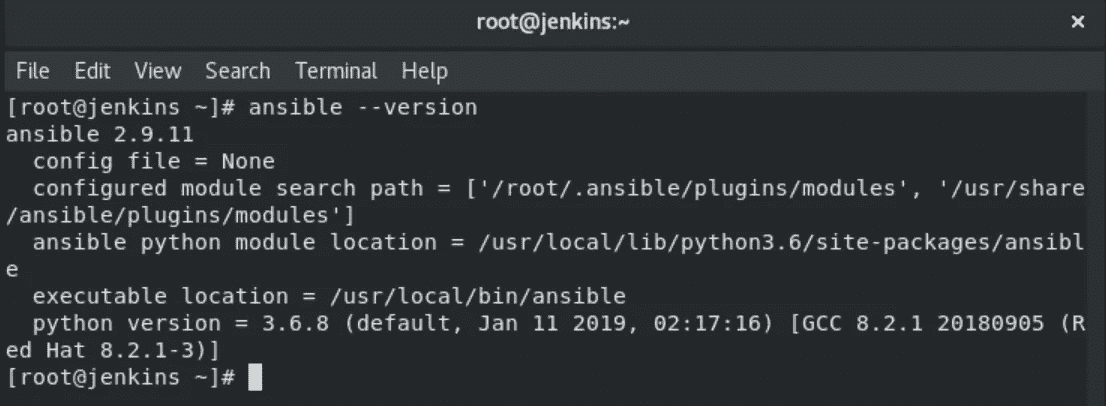 root@jenkins:~ ×
File Edit View Search Terminal Help
[root@jenkins ~]# ansible --version
ansible 2.9.11
  config file = None
  configured module search path = ['/root/.ansible/plugins/modules', '/usr/share
/ansible/plugins/modules']
  ansible python module location = /usr/local/lib/python3.6/site-packages/ansibl
e
  executable location = /usr/local/bin/ansible
  python version = 3.6.8 (default, Jan 11 2019, 02:17:16) [GCC 8.2.1 20180905 (R
ed Hat 8.2.1-3)]
[root@jenkins ~]#